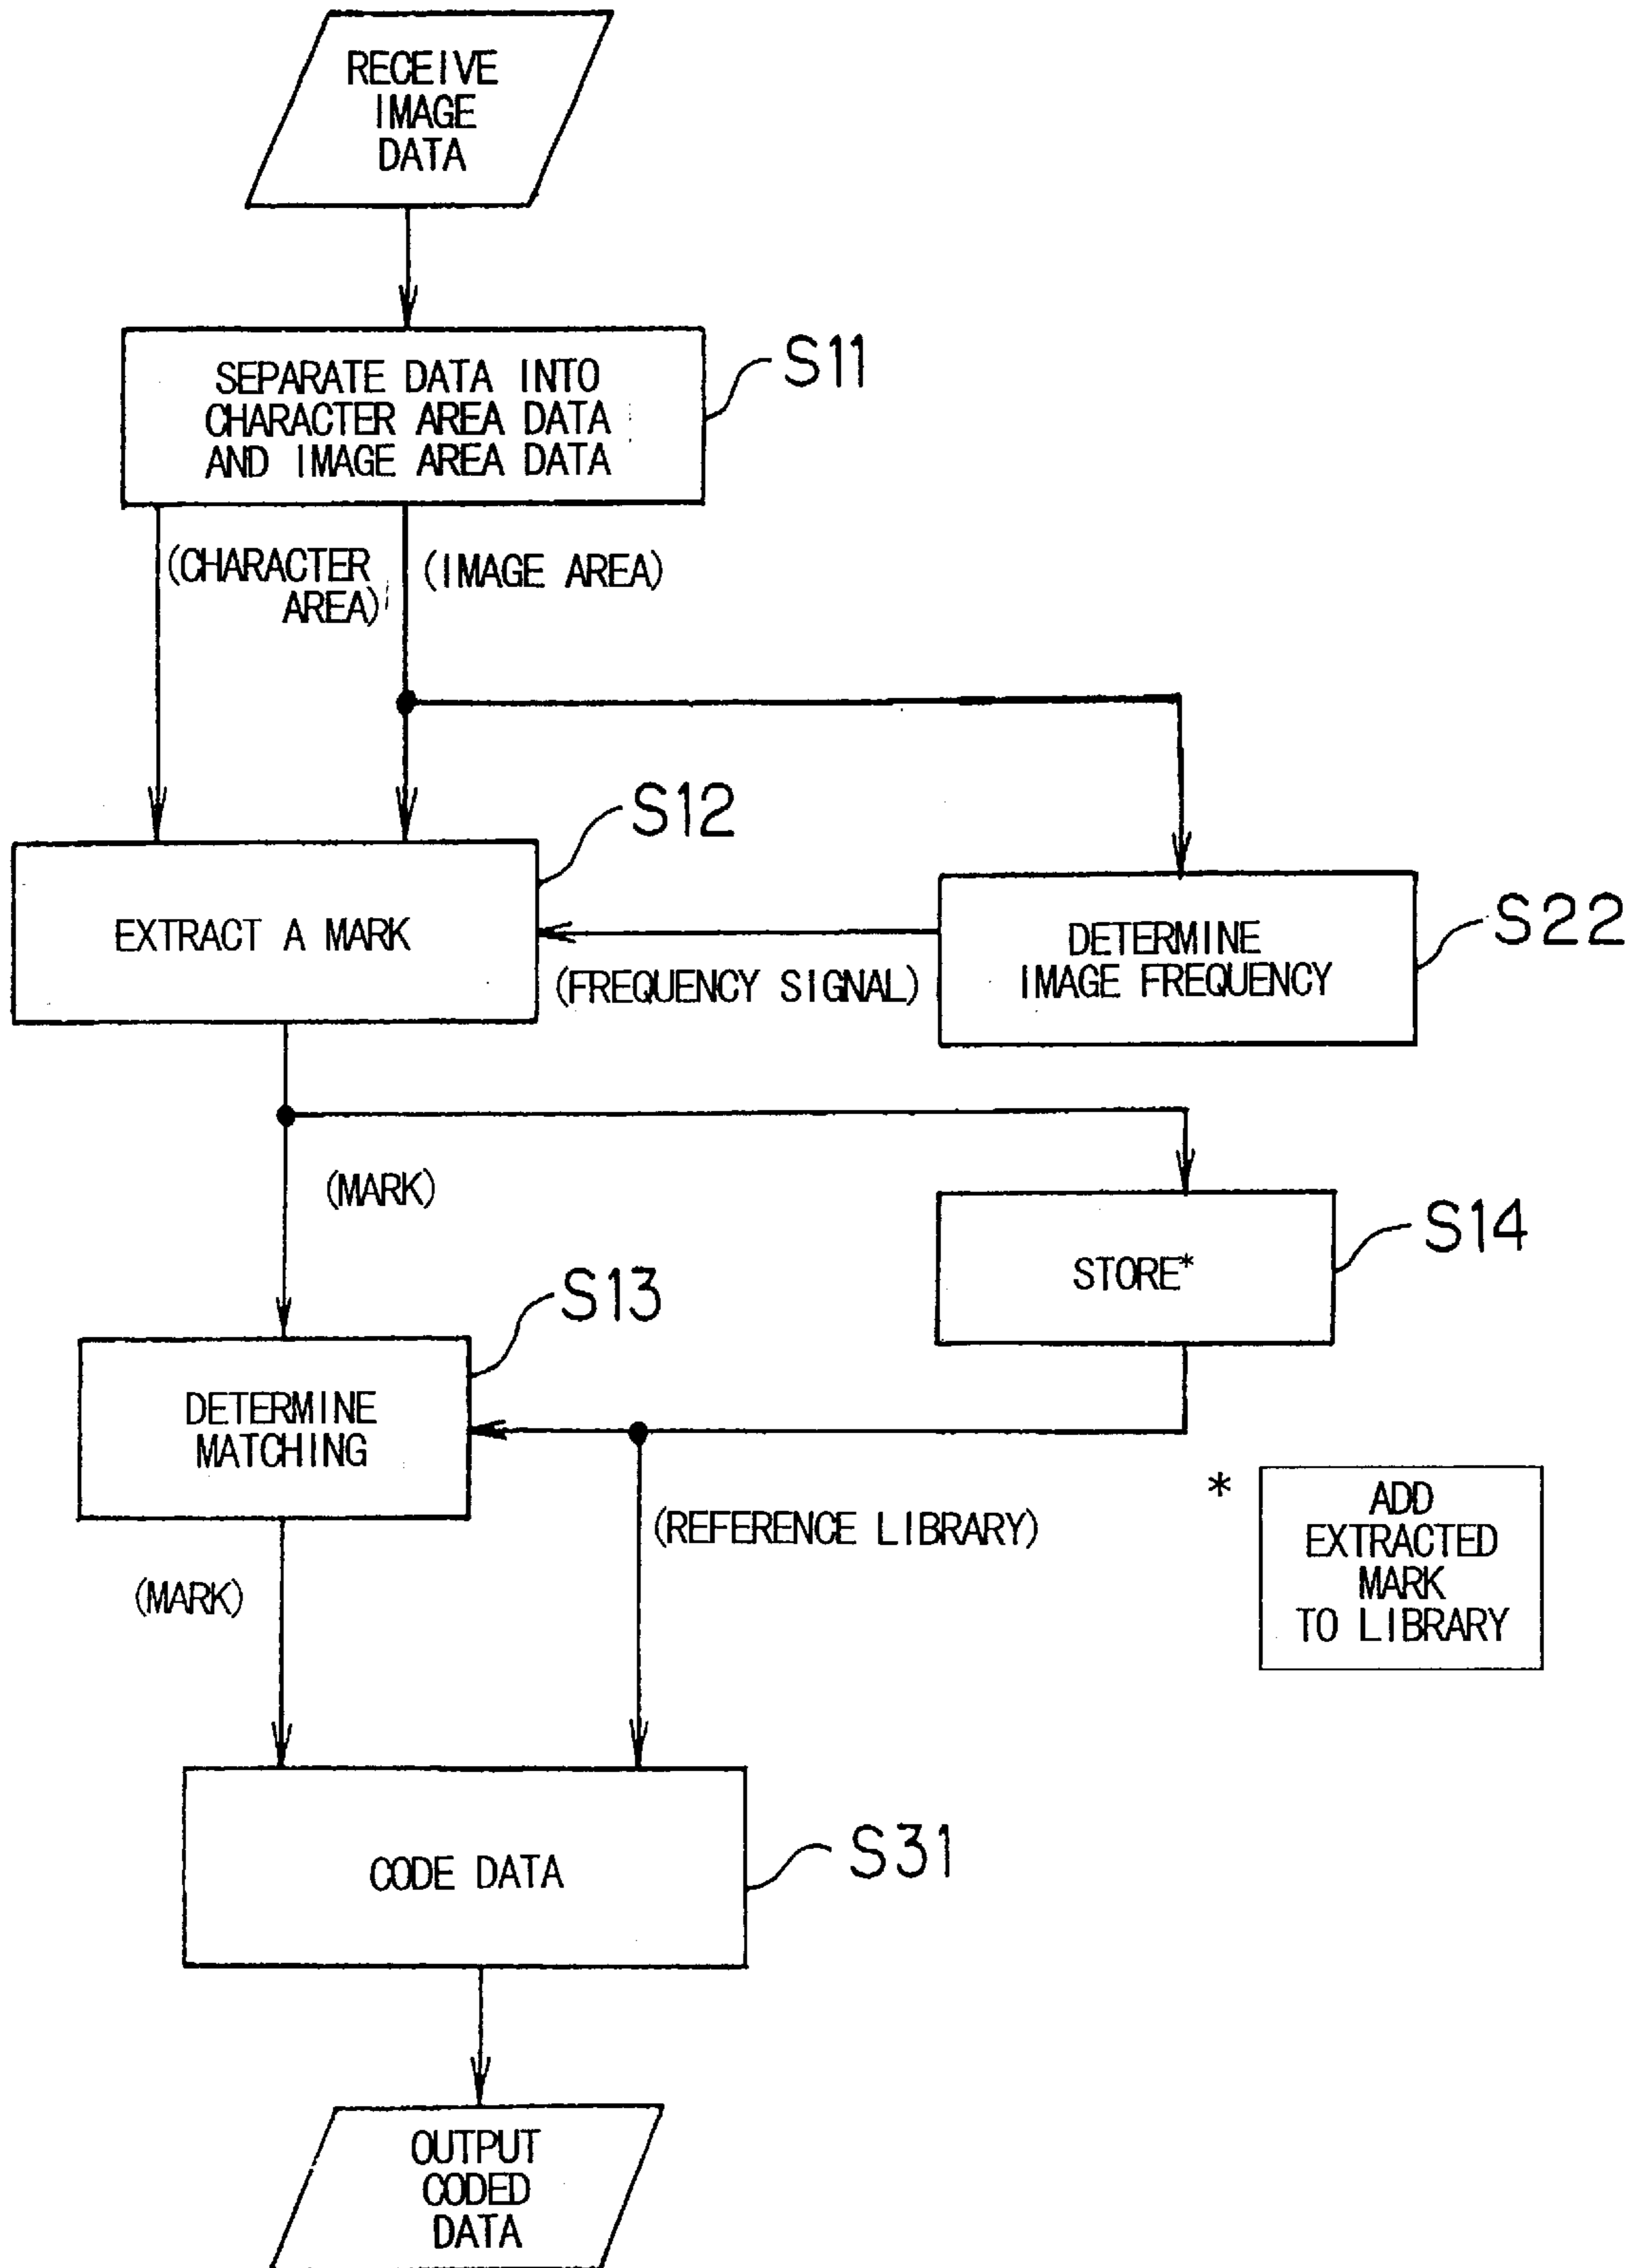 RECEIVE
IMAGE
DATA
SEPARATE DATA INTO
CHARACTER AREA DATA
AND IMAGE AREA DATA
S11
(CHARACTER
AREA)
(IMAGE AREA)
S12
EXTRACT A MARK
(FREQUENCY SIGNAL)
DETERMINE
IMAGE FREQUENCY
S22
(MARK)
STORE*
S14
S13
DETERMINE
MATCHING
(REFERENCE LIBRARY)
*
ADD
EXTRACTED
MARK
TO LIBRARY
(MARK)
CODE DATA
S31
OUTPUT
CODED
DATA